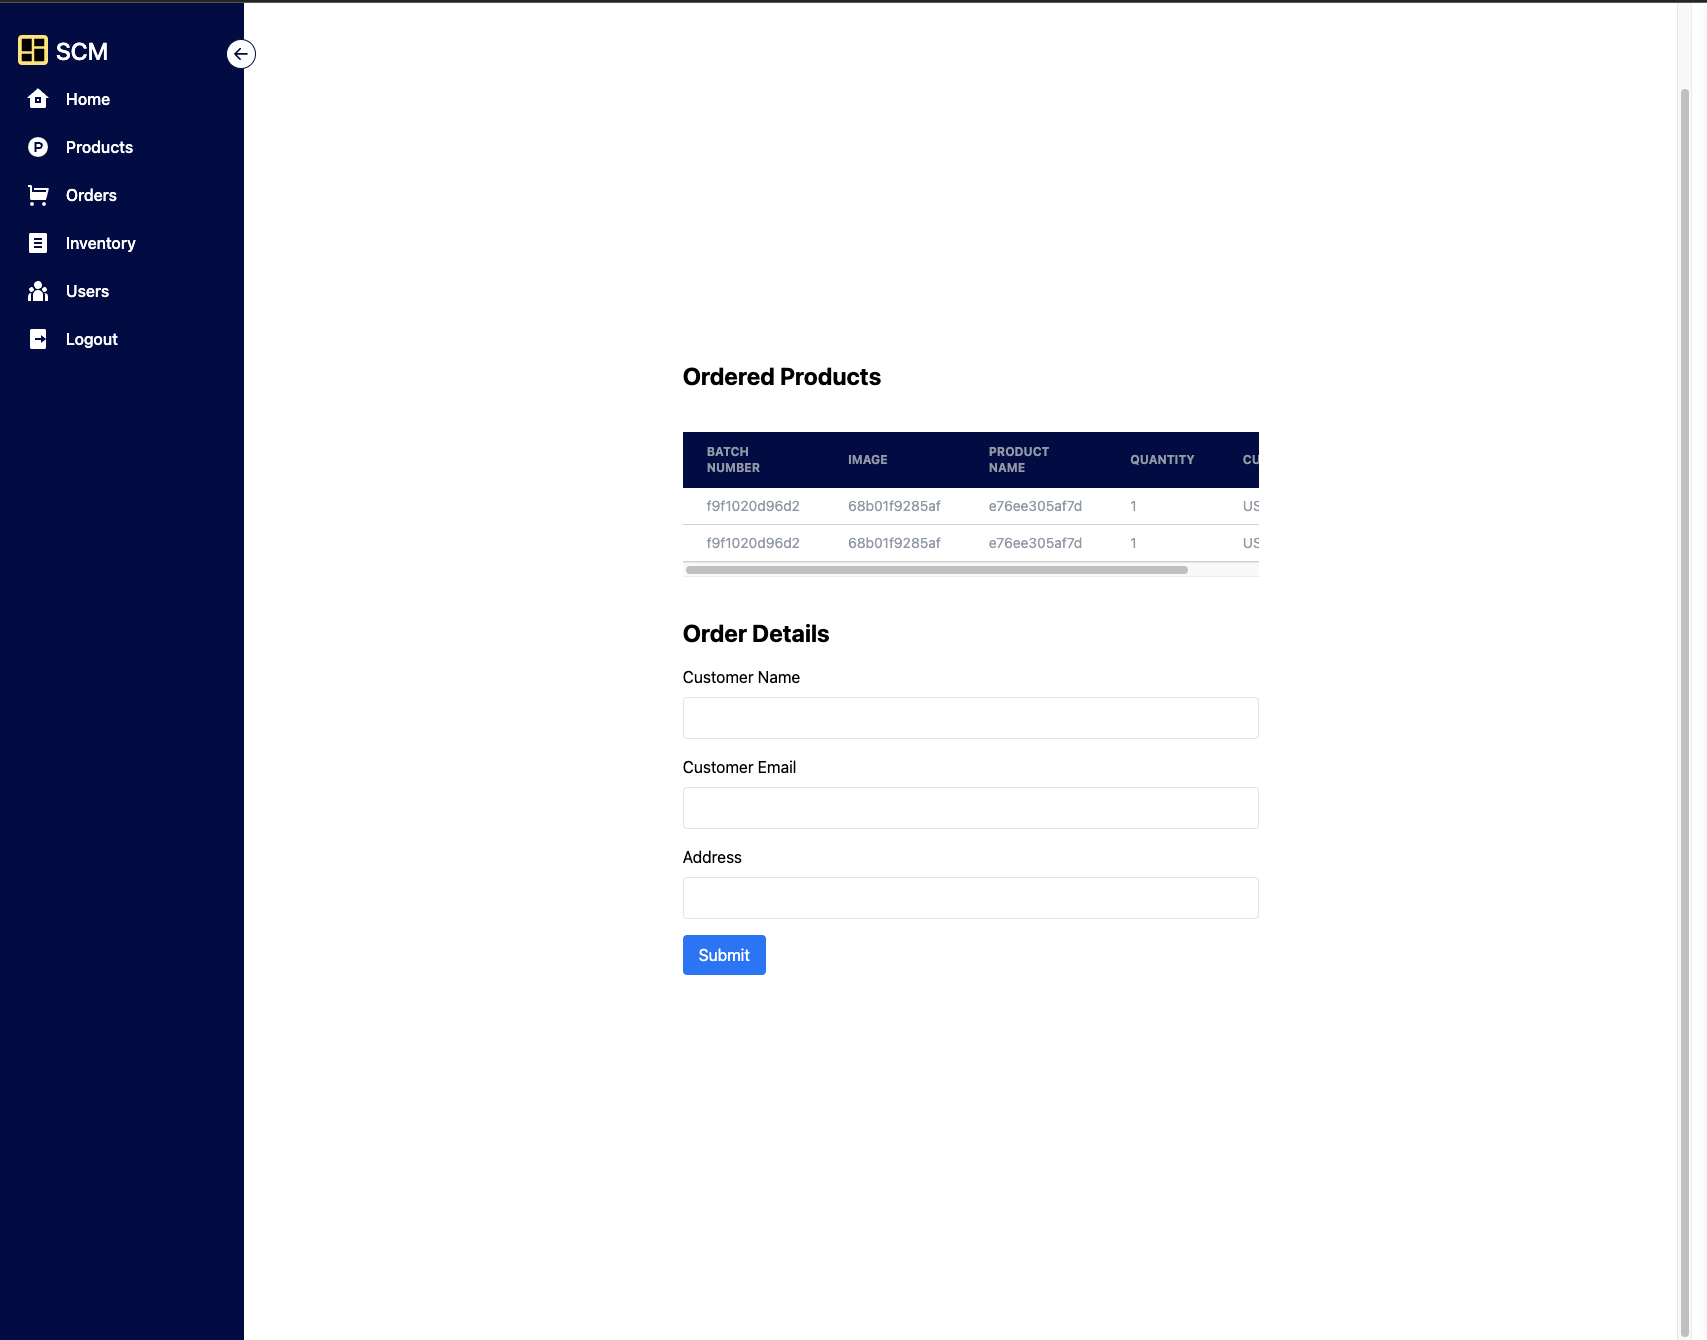 SCM
Home
Products
Orders
Inventory
Users
Logout
Ordered Products
BATCH NUMBER IMAGE PRODUCT NAME QUANTITY CU
f9f1020d96d2 68b01f9285af e76ee305af7d 1 US
f9f1020d96d2 68b01f9285af e76ee305af7d 1 US
Order Details
Customer Name
Customer Email
Address
Submit